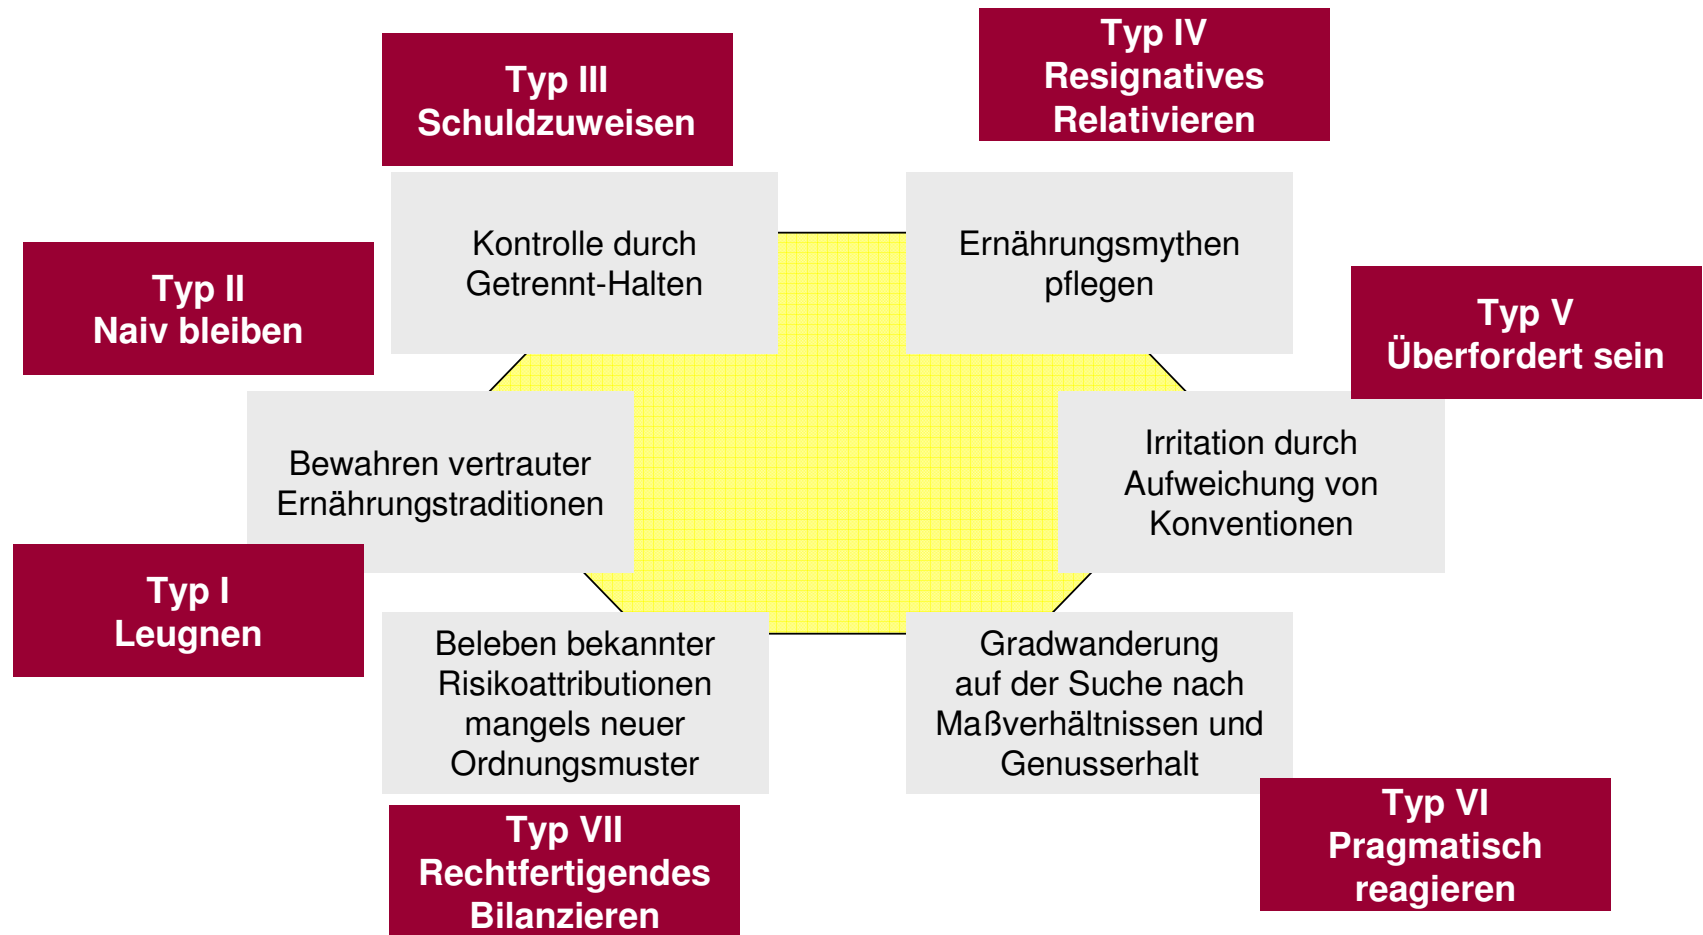 Typ III
Schuldzuweisen
Typ IV
Resignatives
Relativieren
Kontrolle durch
Getrennt-Halten
Ernährungsmythen
pflegen
Typ II
Naiv bleiben
Typ V
Überfordert sein
Bewahren vertrauter
Ernährungstraditionen
Irritation durch
Aufweichung von
Konventionen
Typ I
Leugnen
Beleben bekannter
Risikoattributionen
mangels neuer
Ordnungsmuster
Gradwanderung
auf der Suche nach
Maßverhältnissen und
Genusserhalt
Typ VII
Rechtfertigendes
Bilanzieren
Typ VI
Pragmatisch
reagieren